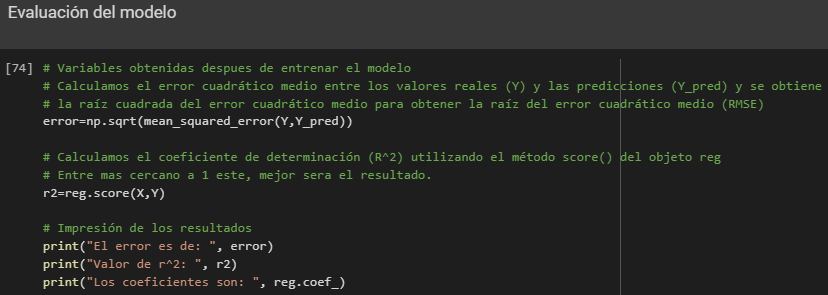 Evaluación del modelo
[74] # Variables obtenidas despues de entrenar el modelo
# Calculamos el error cuadrático medio entre los valores reales (Y) y las predicciones (Y_pred) y se obtiene
# la raíz cuadrada del error cuadrático medio para obtener la raíz del error cuadrático medio (RMSE)
error=np.sqrt(mean_squared_error(Y,Y_pred))
# Calculamos el coeficiente de determinación (R^2) utilizando el método score() del objeto reg
# Entre mas cercano a 1 este, mejor sera el resultado.
r2=reg.score(X,Y)
# Impresión de los resultados
print("El error es de: ", error)
print("Valor de r^2: ", r2)
print("Los coeficientes son: ", reg.coef_)